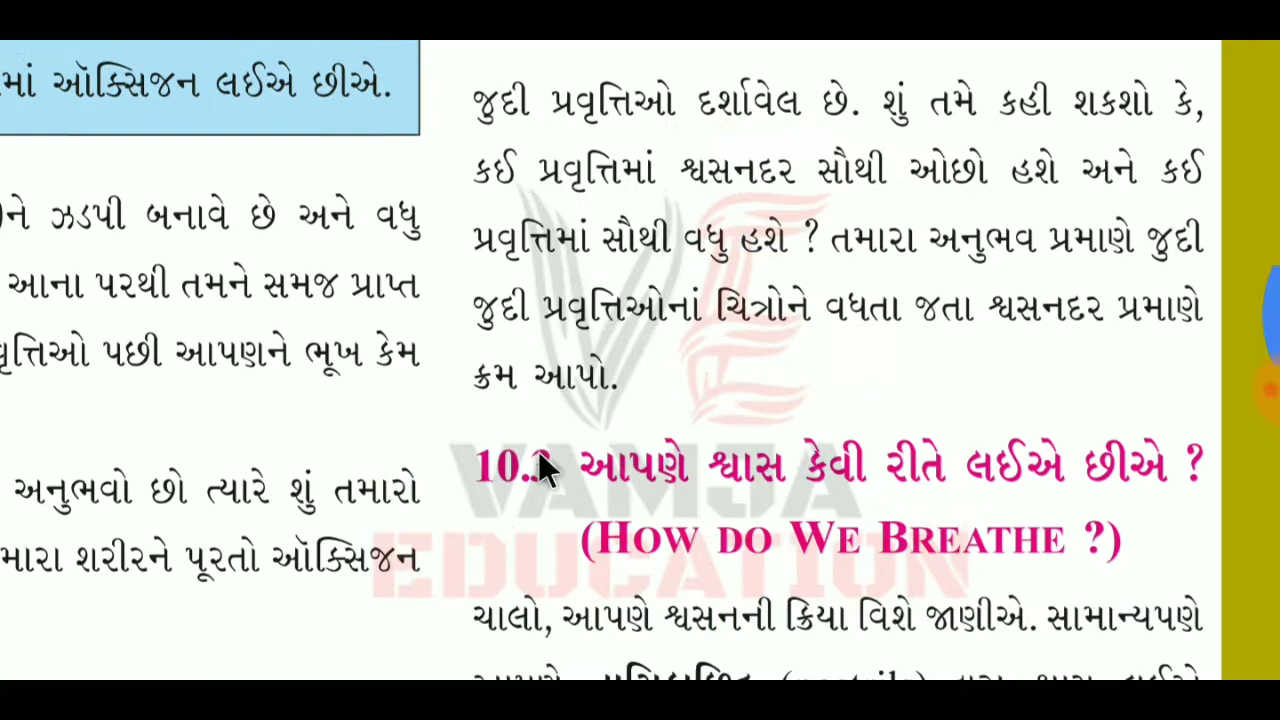 માં ઑક્સિજન લઈએ છીએ.
ને ઝડપી બનાવે છે અને વધુ
આના પરથી તમને સમજ પ્રાપ્ત
પછી આપણને ભૂખ કેમ
અનુભવો છો ત્યારે શું તમારો
શરીરને પૂરતો ઑક્સિજન
જુદી પ્રવૃત્તિઓ દર્શાવેલ છે. શું તમે કહી શકશો કે,
કઈ પ્રવૃત્તિમાં શ્વસનદર સૌથી ઓછો હશે અને કઈ
પ્રવૃત્તિમાં સૌથી વધુ હશે ? તમારા અનુભવ પ્રમાણે જુદી
જુદી પ્રવૃત્તિઓનાં ચિત્રોને વધતા જતા શ્વસનદર પ્રમાણે
ક્રમ આપો.
આપણે શ્વાસ કેવી રીતે લઈએ છીએ ?
(HOW DO WE BREATHE ?)
ચાલો, આપણે શ્વસનની ક્રિયા વિશે જાણીએ. સામાન્યપણે
VAMJA
EDUCATION